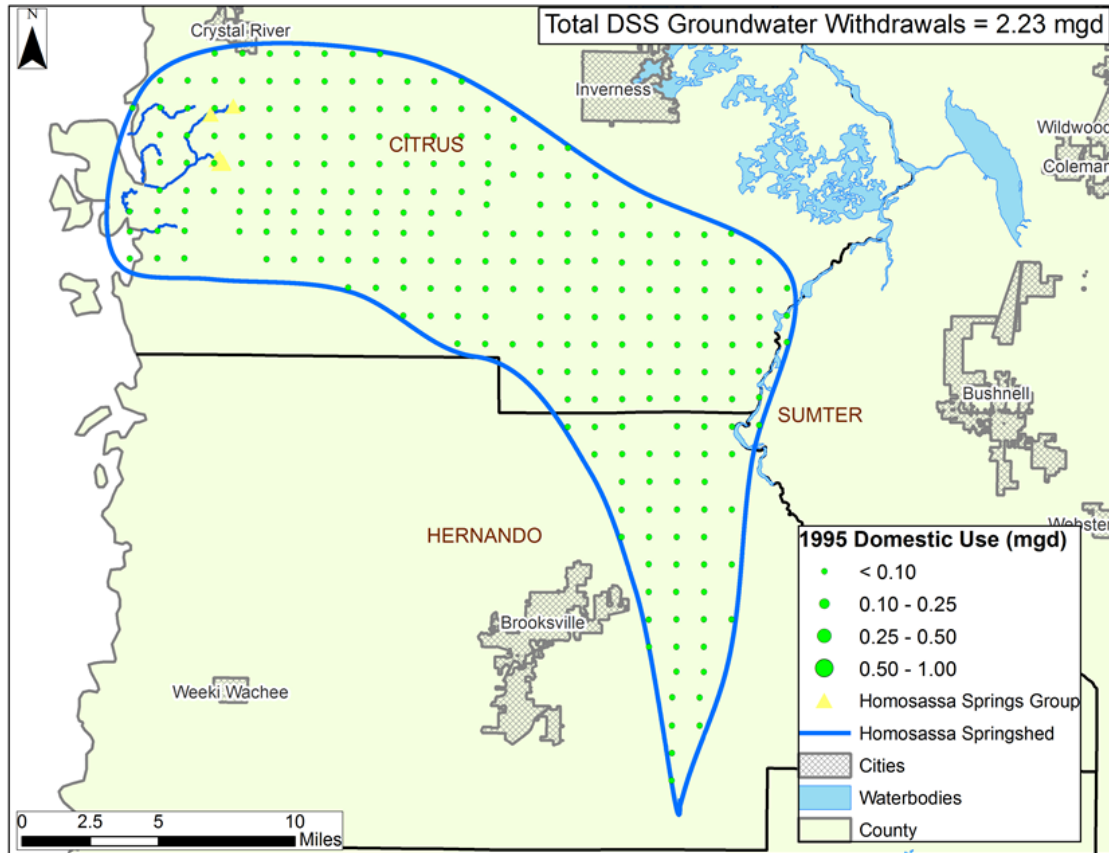 N
Total DSS Groundwater Withdrawals = 2.23 mgd
Crystal River
Inverness
Wildwood
Coleman
CITRUS
Bushnell
SUMTER
HERNANDO
Webster
Brooksville
Weeki Wachee
1995 Domestic Use (mgd)
< 0.10
0.10 - 0.25
0.25 - 0.50
0.50 - 1.00
Homosassa Springs Group
Homosassa Springshed
Cities
Waterbodies
County
0 2.5 5 10
Miles